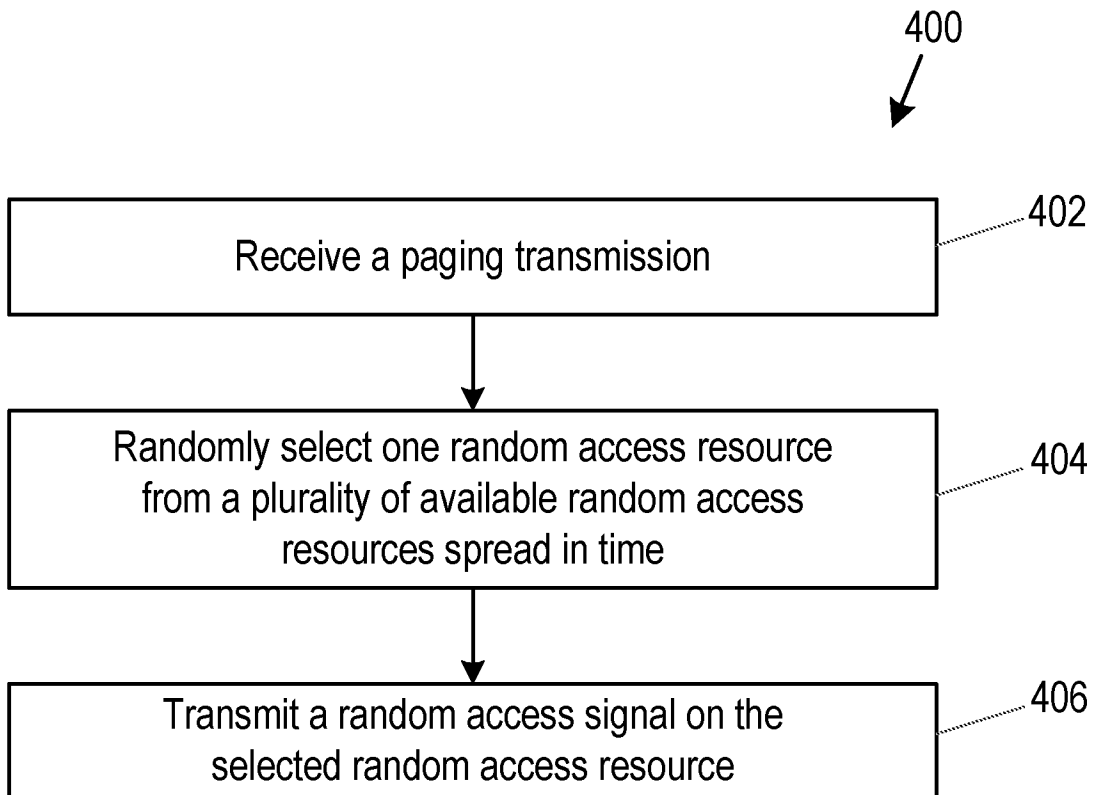 400
Receive a paging transmission
402
Randomly select one random access resource
from a plurality of available random access
resources spread in time
404
Transmit a random access signal on the
selected random access resource
406